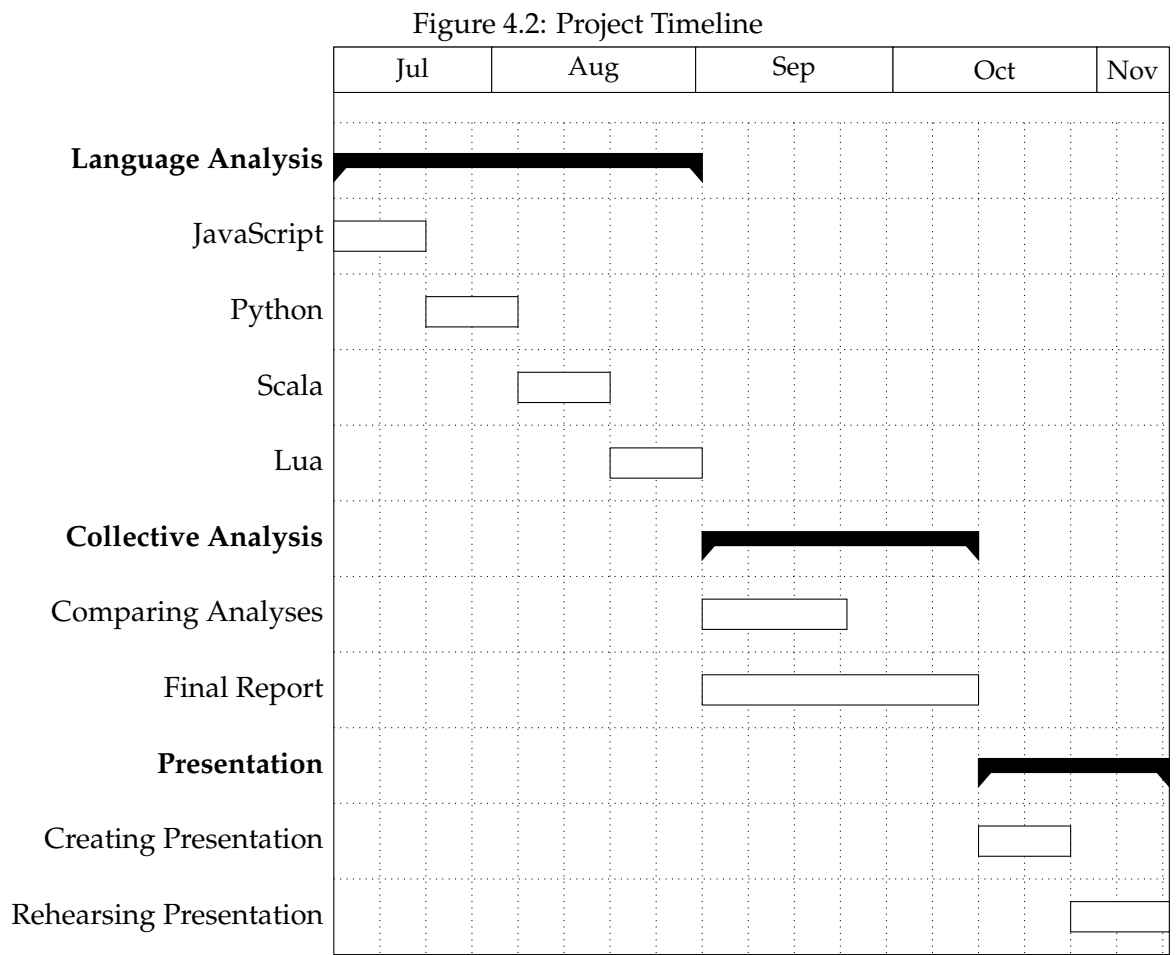 Figure 4.2: Project Timeline
Jul Aug Sep Oct Nov
Language Analysis
JavaScript
Python
Scala
Lua
Collective Analysis
Comparing Analyses
Final Report
Presentation
Creating Presentation
Rehearsing Presentation